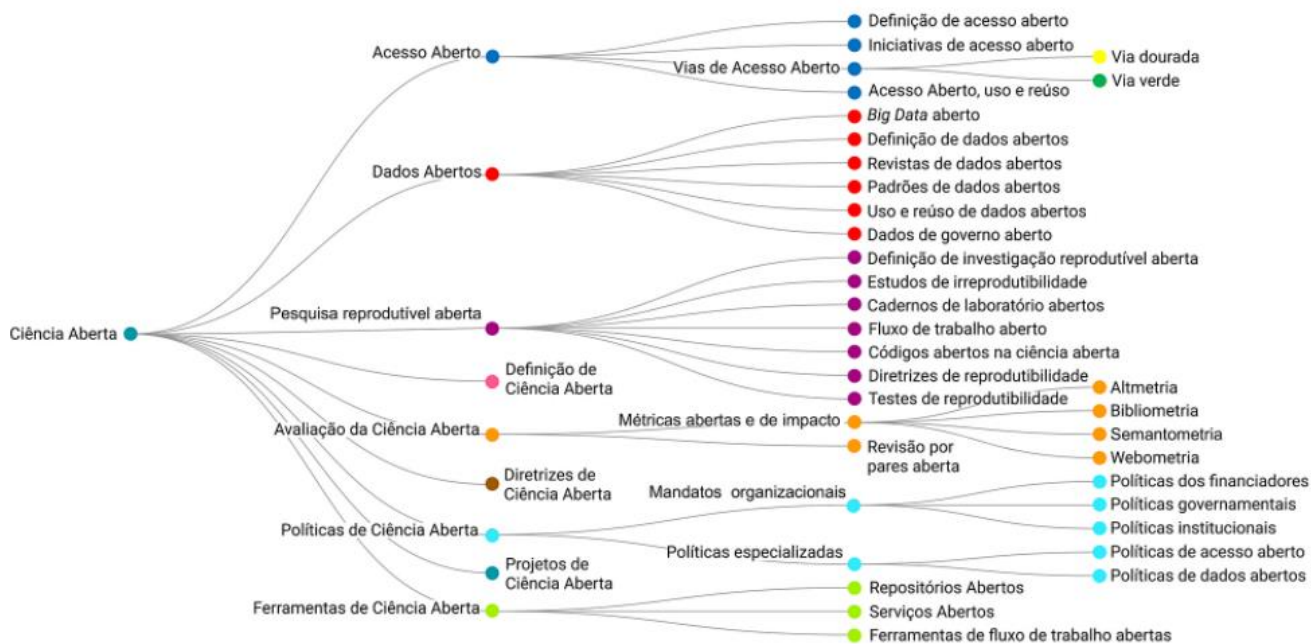 Ciência Aberta
Acesso Aberto
Definição de acesso aberto
Iniciativas de acesso aberto
Vias de Acesso Aberto
Via dourada
Via verde
Acesso Aberto, uso e reúso
Dados Abertos
Big Data aberto
Definição de dados abertos
Revistas de dados abertos
Padrões de dados abertos
Uso e reúso de dados abertos
Dados de governo aberto
Pesquisa reprodutível aberta
Definição de investigação reprodutível aberta
Estudos de irreprodutibilidade
Cadernos de laboratório abertos
Fluxo de trabalho aberto
Códigos abertos na ciência aberta
Diretrizes de reprodutibilidade
Testes de reprodutibilidade
Definição de
Ciência Aberta
Avaliação da Ciência Aberta
Métricas abertas e de impacto
Altmetria
Bibliometria
Semantometria
Webometria
Revisão por
pares aberta
Diretrizes de
Ciência Aberta
Políticas de Ciência Aberta
Mandatos organizacionais
Políticas dos financiadores
Políticas governamentais
Políticas institucionais
Políticas especializadas
Políticas de acesso aberto
Políticas de dados abertos
Projetos de
Ciência Aberta
Ferramentas de Ciência Aberta
Repositórios Abertos
Serviços Abertos
Ferramentas de fluxo de trabalho abertas